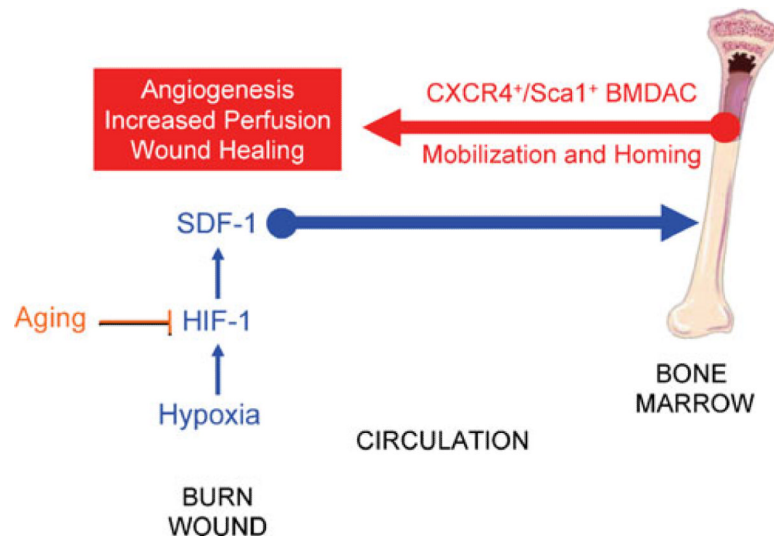 Angiogenesis
Increased Perfusion
Wound Healing
CXCR4⁺/Sca1⁺ BMDAC
Mobilization and Homing
SDF-1
Aging
HIF-1
Hypoxia
BONE
MARROW
CIRCULATION
BURN
WOUND